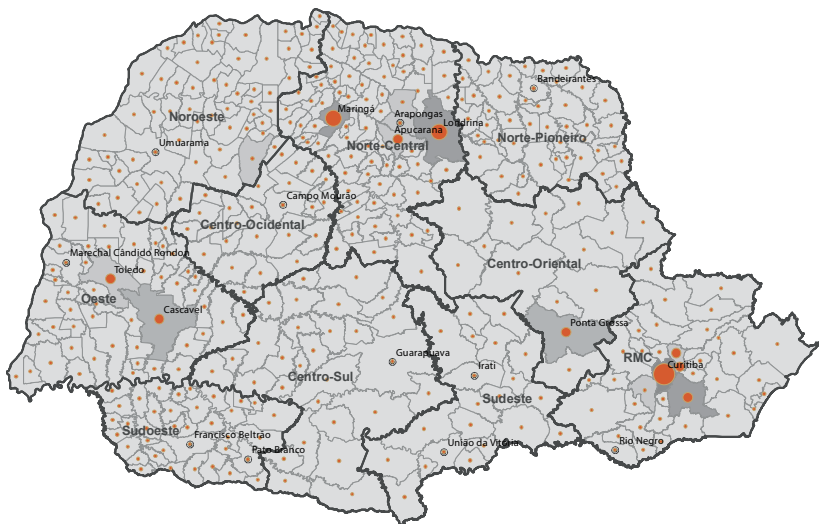 Bandeirantes
Maringá
Arapongas
Noroeste
Londrina
Apucarana
Norte-Pioneiro
Norte-Central
Umuarama
Campo Mourão
Centro-Ocidental
Marechal Cândido Rondon
Centro-Oriental
Toledo
Oeste
Cascavel
Ponta Grossa
Guarapuava
RMC
Irati
Curitiba
Centro-Sul
Sudeste
Sudoeste
Francisco Beltrão
União da Vitória
Rio Negro
Pato Branco